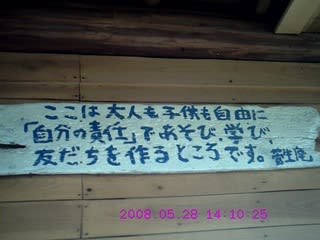 ここは大人も子供も自由に
「自分の責任」であそび、学び、
友だちを作るところです。
2008.05.28 14:10:25